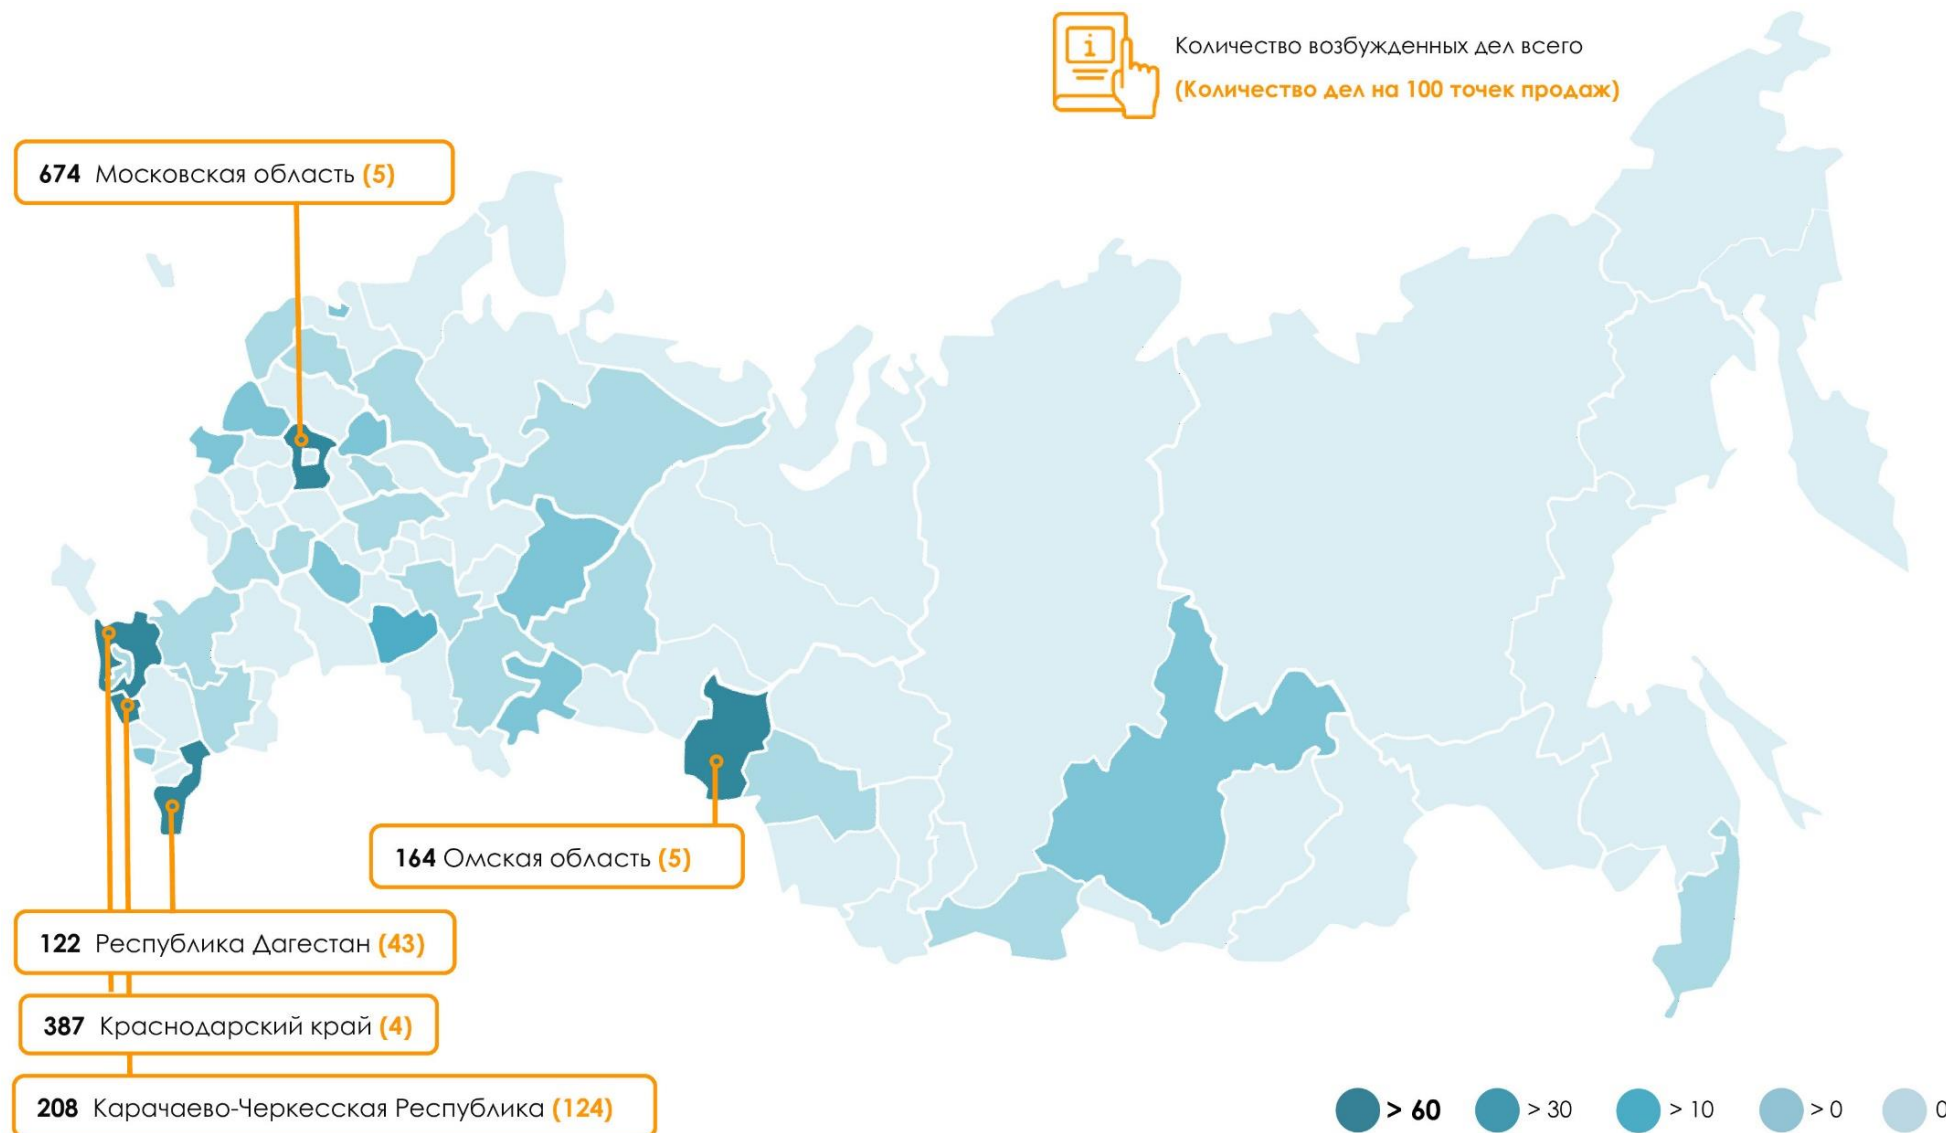 i
Количество возбужденных дел всего
(Количество дел на 100 точек продаж)
674 Московская область (5)
164 Омская область (5)
122 Республика Дагестан (43)
387 Краснодарский край (4)
208 Карачаево-Черкесская Республика (124)
> 60 > 30 > 10 > 0 0